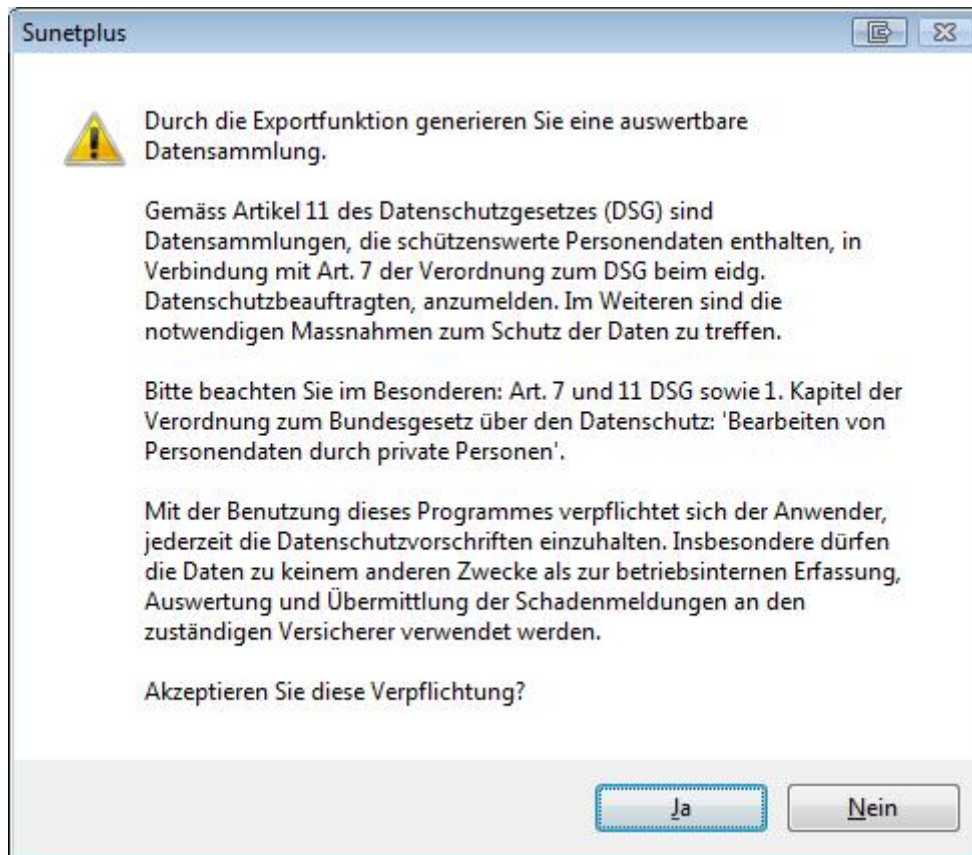 Sunetplus
Durch die Exportfunktion generieren Sie eine auswertbare
Datensammlung.
Gemäss Artikel 11 des Datenschutzgesetzes (DSG) sind
Datensammlungen, die schützenswerte Personendaten enthalten, in
Verbindung mit Art. 7 der Verordnung zum DSG beim eidg.
Datenschutzbeauftragten, anzumelden. Im Weiteren sind die
notwendigen Massnahmen zum Schutz der Daten zu treffen.
Bitte beachten Sie im Besonderen: Art. 7 und 11 DSG sowie 1. Kapitel der
Verordnung zum Bundesgesetz über den Datenschutz: 'Bearbeiten von
Personendaten durch private Personen'.
Mit der Benutzung dieses Programmes verpflichtet sich der Anwender,
jederzeit die Datenschutzvorschriften einzuhalten. Insbesondere dürfen
die Daten zu keinem anderen Zwecke als zur betriebsinternen Erfassung,
Auswertung und Übermittlung der Schadenmeldungen an den
zuständigen Versicherer verwendet werden.
Akzeptieren Sie diese Verpflichtung?
Ja
Nein